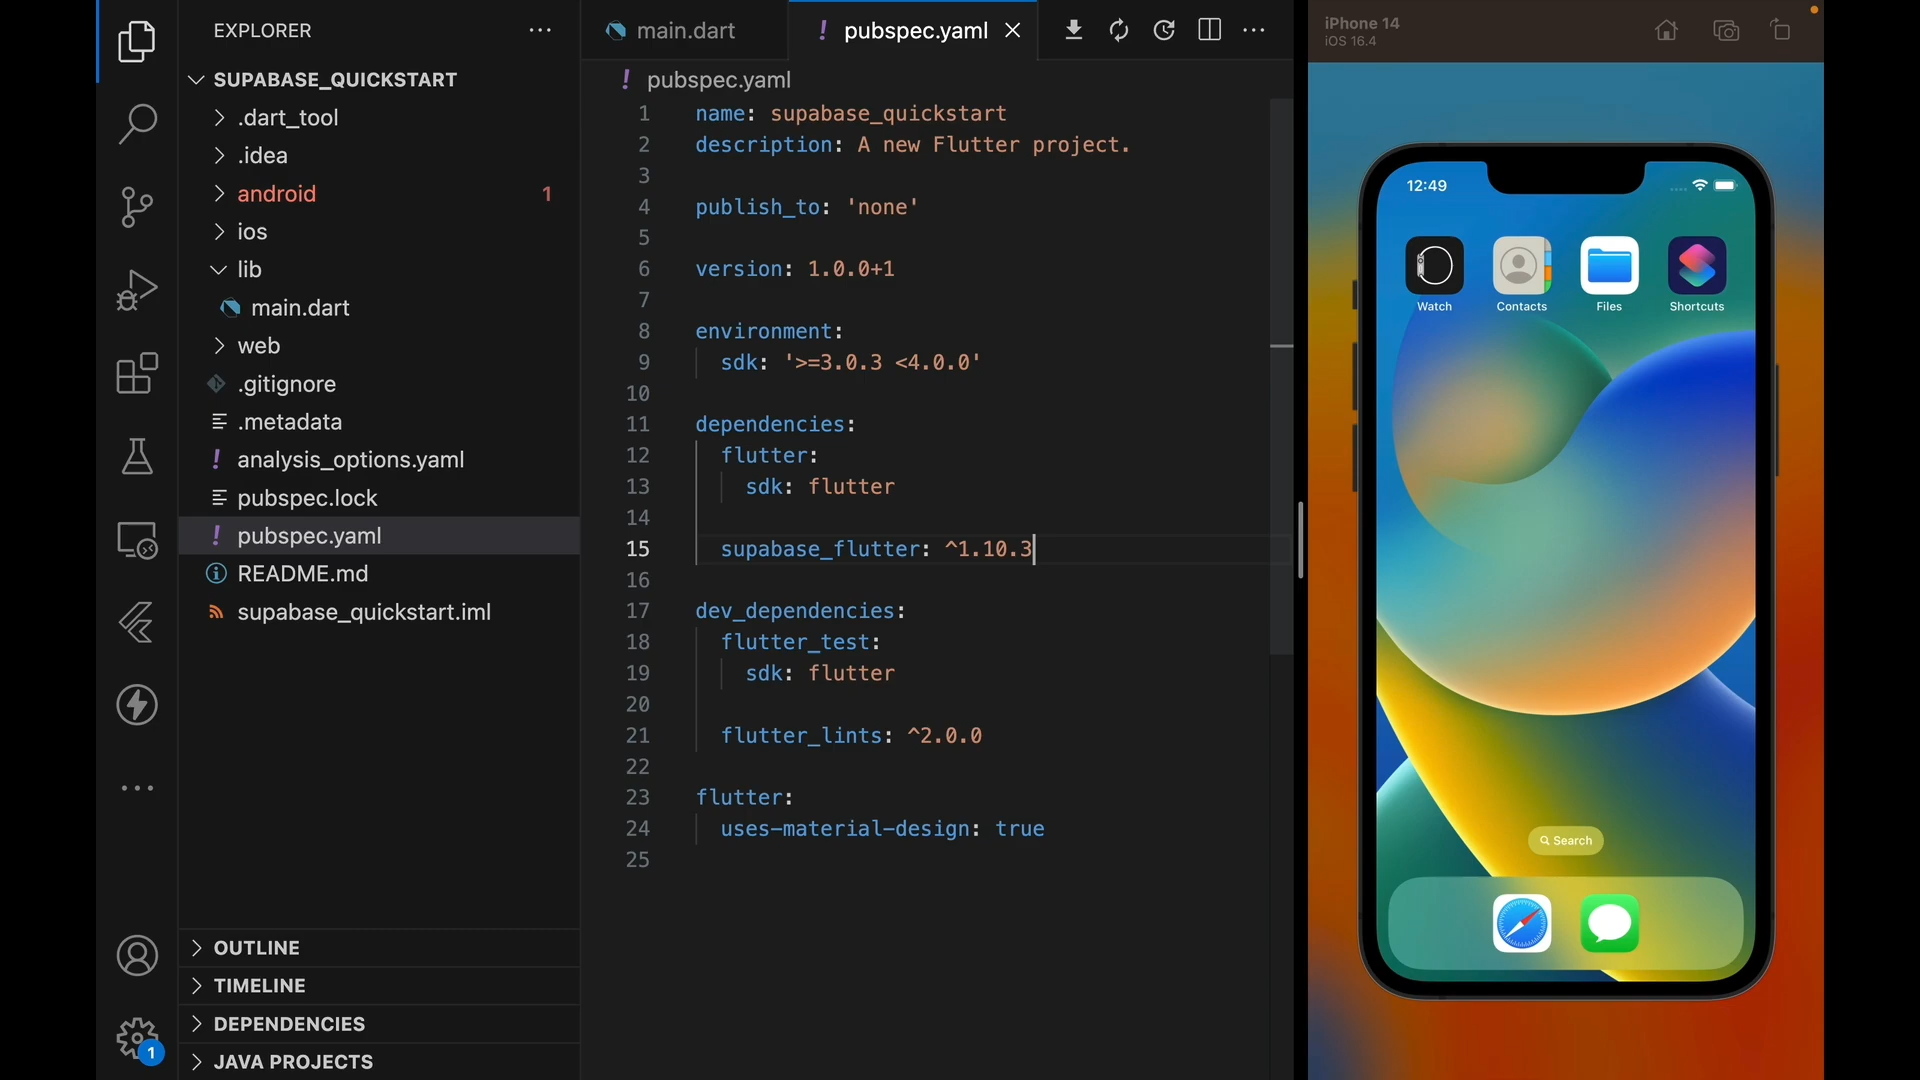 EXPLORER
SUPABASE_QUICKSTART
.dart_tool
.idea
android 1
ios
lib
main.dart
web
.gitignore
.metadata
analysis_options.yaml
pubspec.lock
pubspec.yaml
README.md
supabase_quickstart.iml
OUTLINE
TIMELINE
DEPENDENCIES
JAVA PROJECTS
1
main.dart
! pubspec.yaml
! pubspec.yaml
1 name: supabase_quickstart
2 description: A new Flutter project.
3
4 publish_to: 'none'
5
6 version: 1.0.0+1
7
8 environment:
9 sdk: '>=3.0.3 <4.0.0'
10
11 dependencies:
12 flutter:
13 sdk: flutter
14
15 supabase_flutter: ^1.10.3
16
17 dev_dependencies:
18 flutter_test:
19 sdk: flutter
20
21 flutter_lints: ^2.0.0
22
23 flutter:
24 uses-material-design: true
25
iPhone 14
iOS 16.4
12:49
Watch
Contacts
Files
Shortcuts
Search